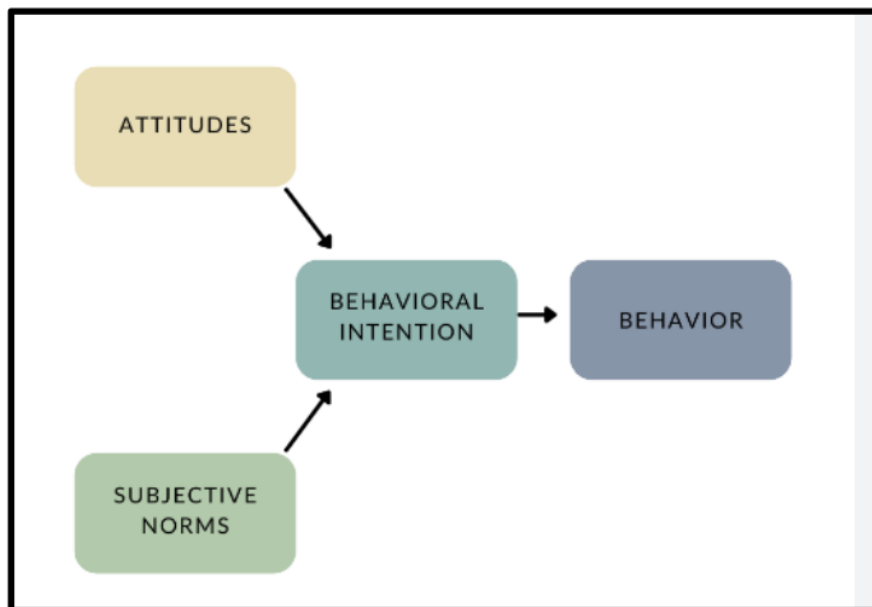 ATTITUDES
BEHAVIORAL
INTENTION
BEHAVIOR
SUBJECTIVE
NORMS